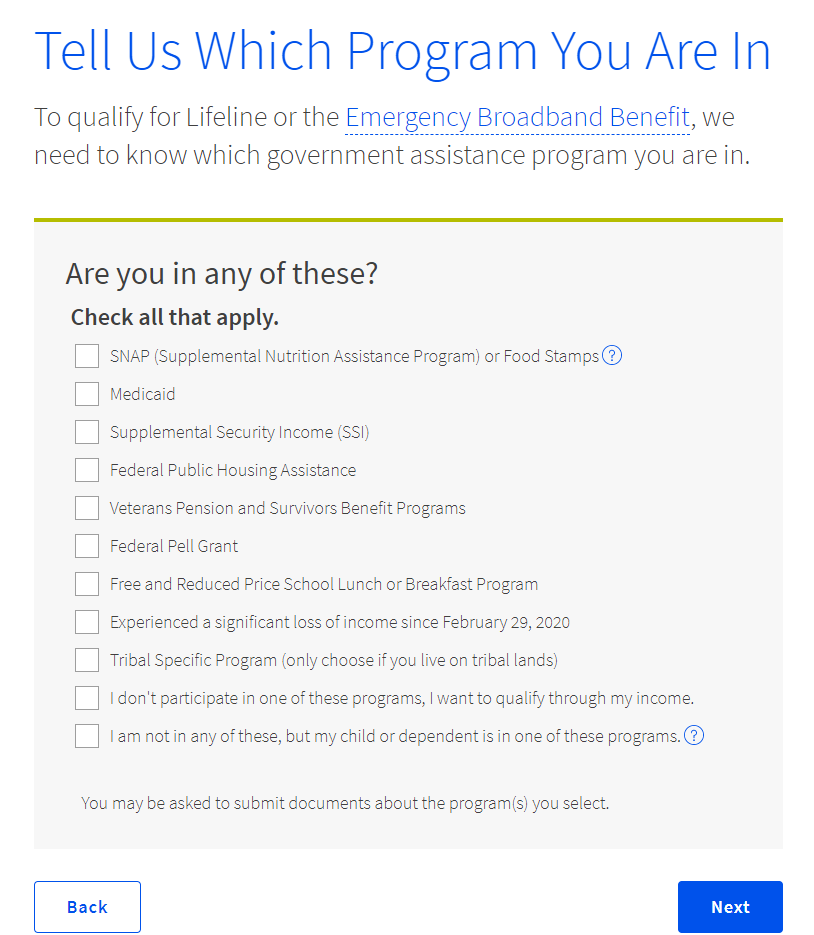 Tell Us Which Program You Are In
To qualify for Lifeline or the Emergency Broadband Benefit, we
need to know which government assistance program you are in.
Are you in any of these?
Check all that apply.
SNAP (Supplemental Nutrition Assistance Program) or Food Stamps ?
Medicaid
Supplemental Security Income (SSI)
Federal Public Housing Assistance
Veterans Pension and Survivors Benefit Programs
Federal Pell Grant
Free and Reduced Price School Lunch or Breakfast Program
Experienced a significant loss of income since February 29, 2020
Tribal Specific Program (only choose if you live on tribal lands)
I don't participate in one of these programs, I want to qualify through my income.
I am not in any of these, but my child or dependent is in one of these programs. ?
You may be asked to submit documents about the program(s) you select.
Back
Next